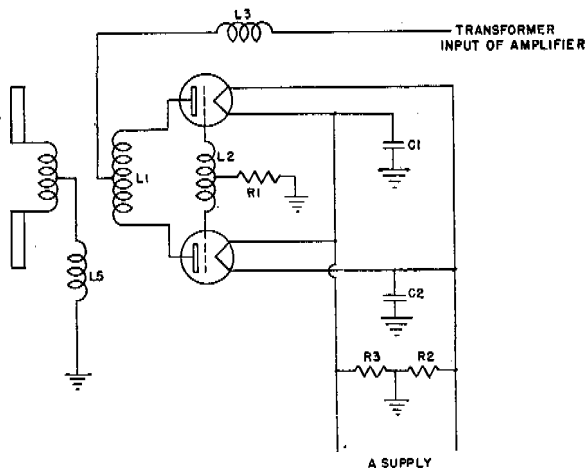 L3
TRANSFORMER
INPUT OF AMPLIFIER
L1
L2
R1
C1
L5
C2
R3
R2
A SUPPLY